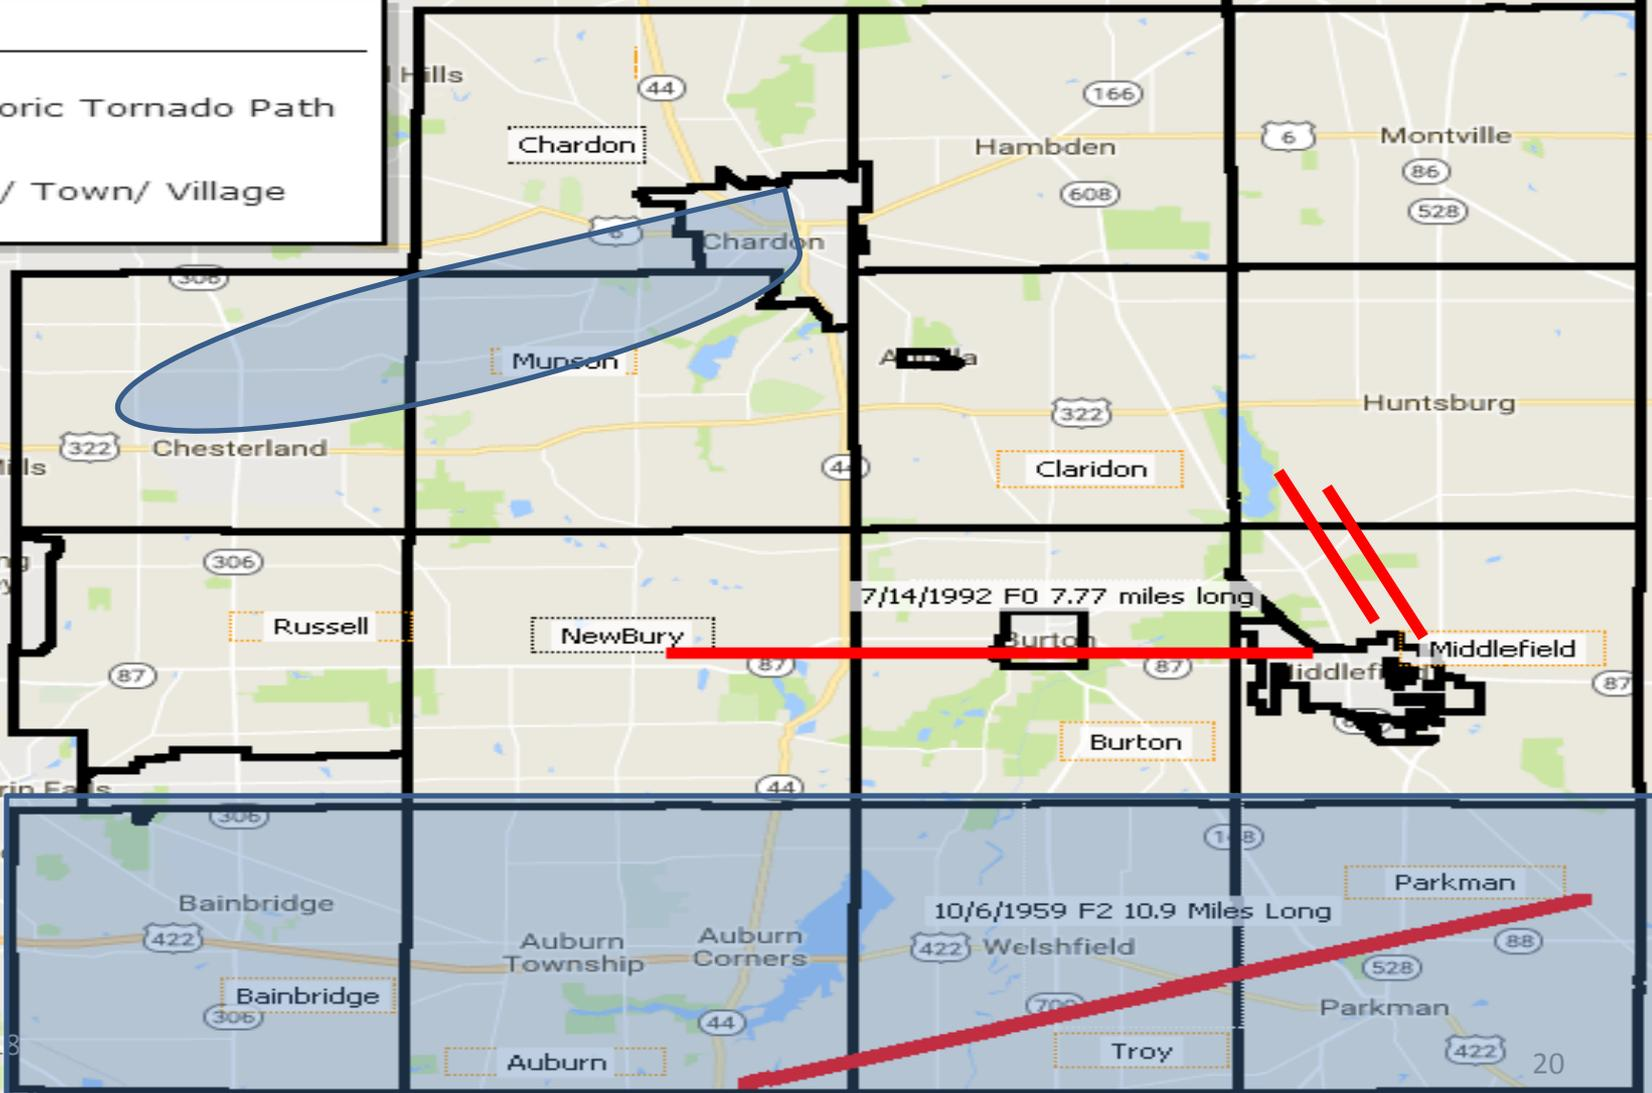 Hills
oric Tornado Path
44
166
Chardon
Hambden
6
Montville
86
/ Town/ Village
608
528
6
Chardon
306
Munson
322
Huntsburg
322
Chesterland
44
Claridon
306
7/14/1992 F0 7.77 miles long
Russell
NewBury
Burton
Middlefield
87
87
87
87
Burton
44
306
168
Parkman
Bainbridge
10/6/1959 F2 10.9 Miles Long
422
Auburn
Township
Auburn
Corners
422
Welshfield
88
528
Bainbridge
306
700
Parkman
44
Auburn
Troy
422
20